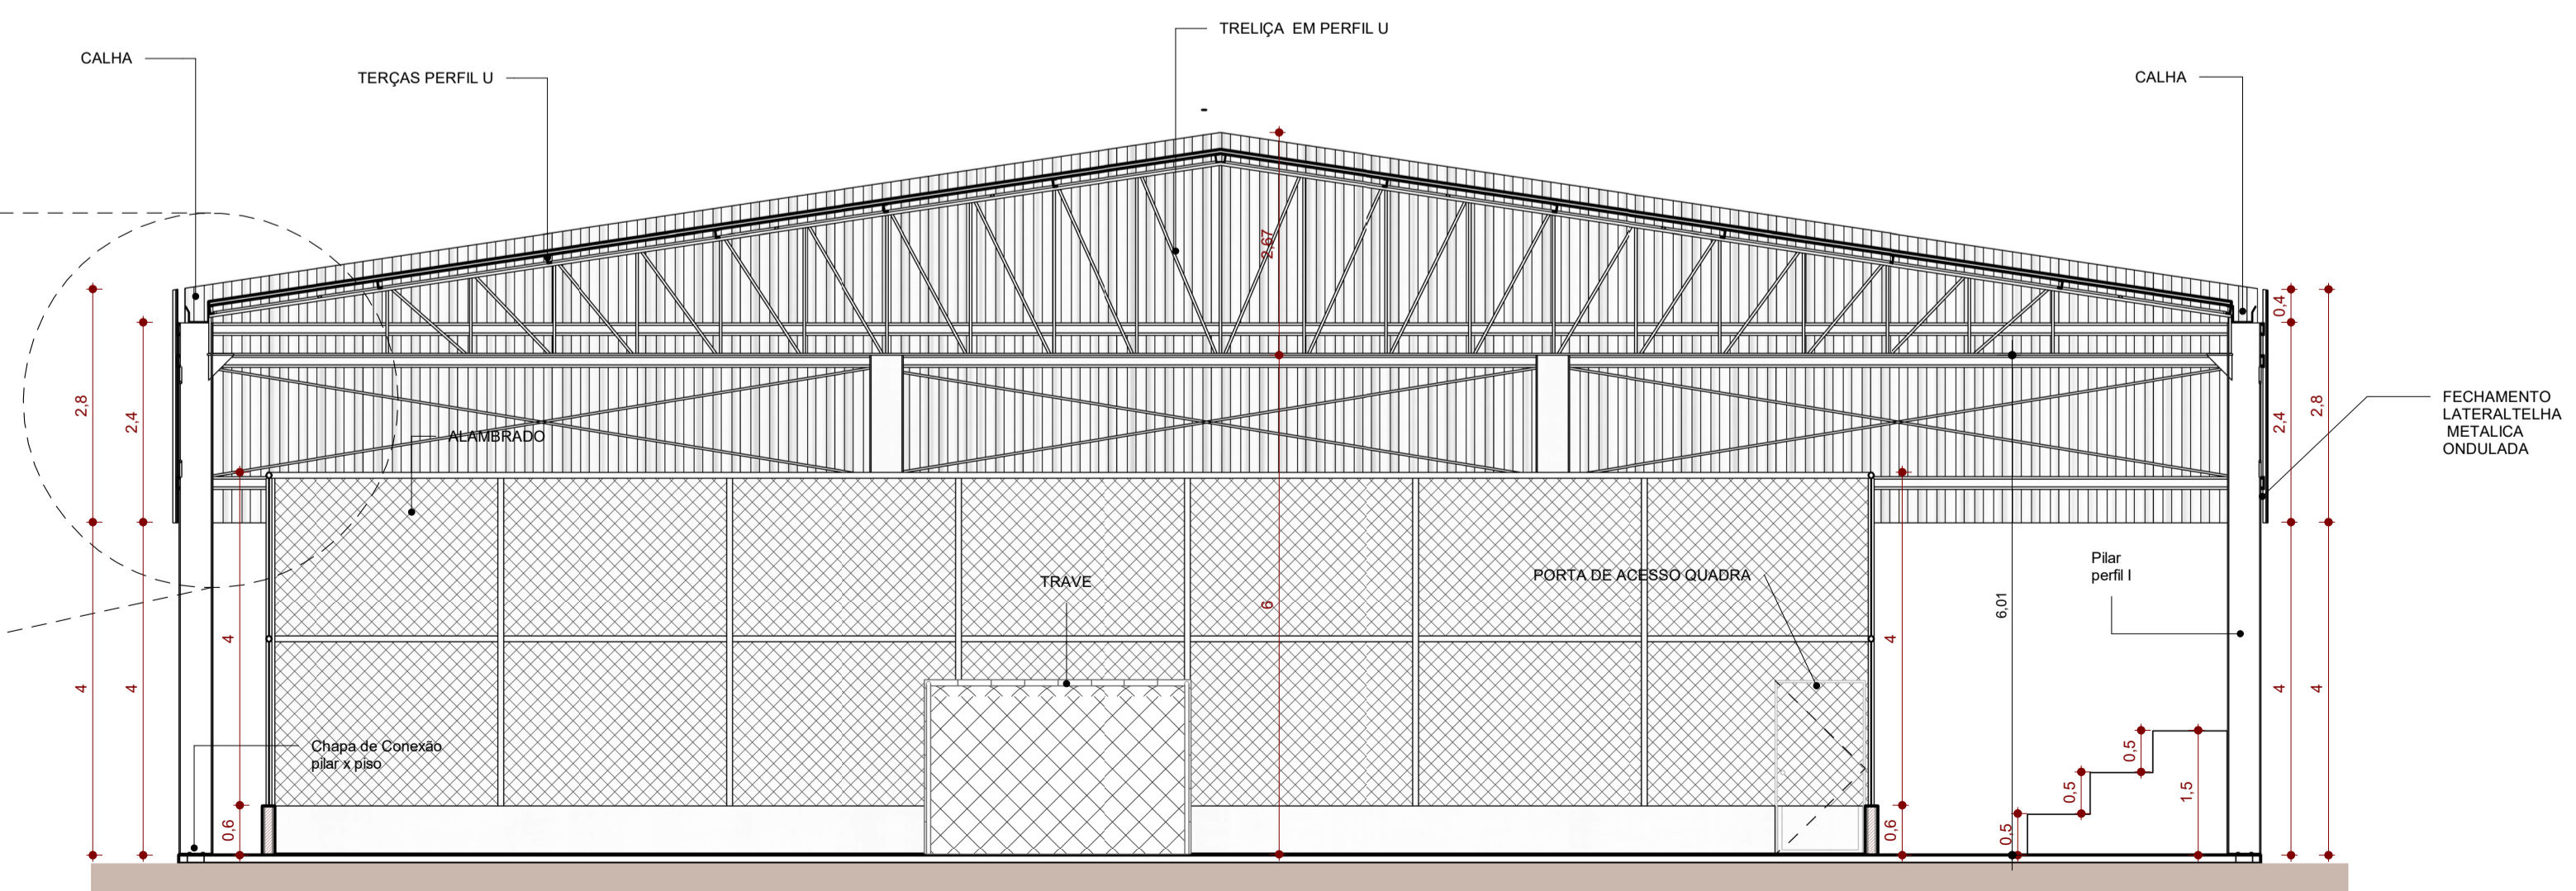 TRELIÇA EM PERFIL U
CALHA
TERÇAS PERFIL U
CALHA
-
2,67
0,4
2,8
2,4
2,4
2,8
FECHAMENTO
LATERALTELHA
METALICA
ONDULADA
ALAMBRADO
TRAVE
PORTA DE ACESSO QUADRA
Pilar
perfil I
6
6,01
4
4
4
4
4
4
Chapa de Conexão
pilar x piso
0,6
0,6
0,5
0,5
0,5
1,5